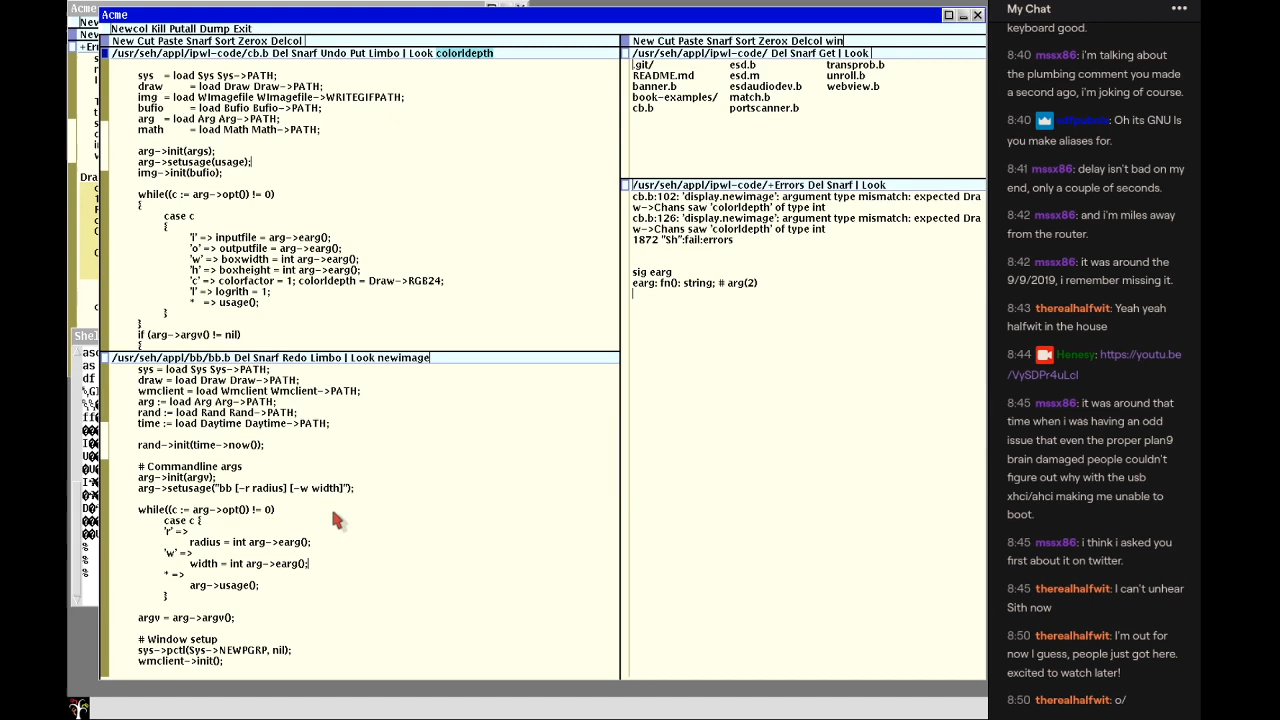 Acme
New
New
+Err
Acme
Newcol Kill Putall Dump Exit
New Cut Paste Snarf Sort Zerox Delcol
/usr/seh/appl/ipwl-code/cb.b Del Snarf Undo Put Limbo | Look colorldepth
sys = load Sys Sys->PATH;
draw = load Draw Draw->PATH;
img = load WImagefile WImagefile->WRITEGIFPATH;
bufio = load Bufio Bufio->PATH;
arg = load Arg Arg->PATH;
math = load Math Math->PATH;
arg->init(args);
arg->setusage(usage);
img->init(bufio);
while((c := arg->opt()) != 0)
{
case c
{
'i' => inputfile = arg->earg();
'o' => outputfile = arg->earg();
'w' => boxwidth = int arg->earg();
'h' => boxheight = int arg->earg();
'c' => colorfactor = 1; colorldepth = Draw->RGB24;
'l' => logrith = 1;
* => usage();
}
}
if (arg->argv() != nil)
{
/usr/seh/appl/bb/bb.b Del Snarf Redo Limbo | Look newimage
sys = load Sys Sys->PATH;
draw = load Draw Draw->PATH;
wmclient = load Wmclient Wmclient->PATH;
arg := load Arg Arg->PATH;
rand := load Rand Rand->PATH;
time := load Daytime Daytime->PATH;
rand->init(time->now());
# Commandline args
arg->init(argv);
arg->setusage("bb [-r radius] [-w width]");
while((c := arg->opt()) != 0)
case c {
'r' =>
radius = int arg->earg();
'w' =>
width = int arg->earg();
* =>
arg->usage();
}
argv = arg->argv();
# Window setup
sys->pctl(Sys->NEWPGRP, nil);
wmclient->init();
New Cut Paste Snarf Sort Zerox Delcol win
/usr/seh/appl/ipwl-code/ Del Snarf Get | Look
.git/ esd.b transprob.b
README.md esd.m unroll.b
banner.b esdaudiodev.b webview.b
book-examples/ match.b
cb.b portscanner.b
/usr/seh/appl/ipwl-code/+Errors Del Snarf | Look
cb.b:102: 'display.newimage': argument type mismatch: expected Dra
w->Chans saw 'colorldepth' of type int
cb.b:126: 'display.newimage': argument type mismatch: expected Dra
w->Chans saw 'colorldepth' of type int
1872 "Sh":fail:errors
sig earg
earg: fn(): string; # arg(2)
Dra
Shel
asc
as
df
%
%
%
My Chat •••
keyboard good.
8:40 mssx86: i'm talking about
the plumbing comment you made
a second ago, i'm joking of course.
8:40 : Oh its GNU ls
you make aliases for.
8:41 mssx86: delay isn't bad on my
end, only a couple of seconds.
8:42 mssx86: and i'm miles away
from the router.
8:42 mssx86: it was around the
9/9/2019, i remember missing it.
8:43 therealhalfwit: Yeah yeah
halfwit in the house
8:44 Henesy: https://youtu.be
/VySDPr4uLcI
8:45 mssx86: it was around that
time when i was having an odd
issue that even the proper plan9
brain damaged people couldn't
figure out why with the usb
xhci/ahci making me unable to
boot.
8:45 mssx86: i think i asked you
first about it on twitter.
8:45 therealhalfwit: I can't unhear
Sith now
8:50 therealhalfwit: I'm out for
now I guess, people just got here.
excited to watch later!
8:50 therealhalfwit: o/